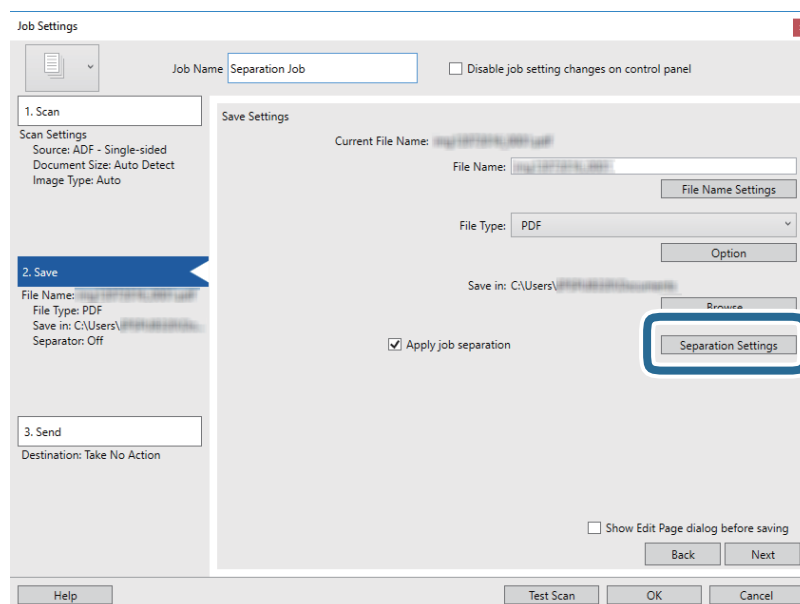 Job Settings
Job Name Separation Job
Disable job setting changes on control panel
1. Scan
Scan Settings
Source: ADF - Single-sided
Document Size: Auto Detect
Image Type: Auto
2. Save
File Name:
File Type: PDF
Save in: C:\Users\
Separator: Off
3. Send
Destination: Take No Action
Save Settings
Current File Name:
File Name:
File Name Settings
File Type: PDF
Option
Save in: C:\Users\
Browse
Apply job separation
Separation Settings
Show Edit Page dialog before saving
Back Next
Help Test Scan OK Cancel